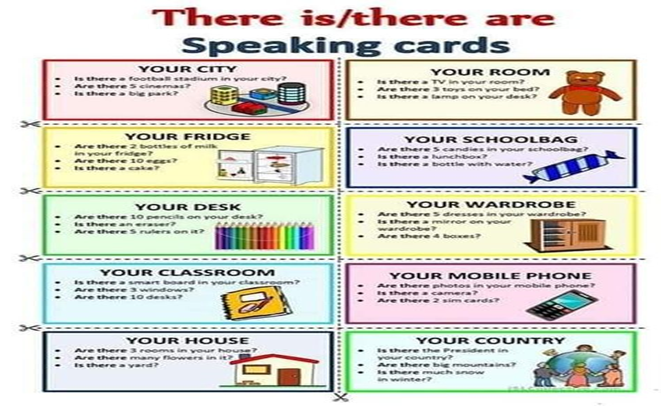 There is/there are
Speaking cards
YOUR CITY
Is there a football stadium in your city?
Are there 5 cinemas?
Is there a big park?
YOUR ROOM
Is there a TV in your room?
Are there 3 toys on your bed?
Is there a lamp on your desk?
YOUR FRIDGE
Are there 2 bottles of milk
in your fridge?
Are there 10 eggs?
Is there a cake?
YOUR SCHOOLBAG
Are there 5 candies in your schoolbag?
Is there a lunchbox?
Is there a bottle with water?
YOUR DESK
Are there 10 pencils on your desk?
Is there an eraser?
Are there 5 rulers on it?
YOUR WARDROBE
Are there 5 dresses in your wardrobe?
Is there a mirror on your
wardrobe?
Are there 4 boxes?
YOUR CLASSROOM
Is there a smart board in your classroom?
Are there 3 windows?
Are there 10 desks?
YOUR MOBILE PHONE
Are there photos in your mobile phone?
Is there a camera?
Are there 2 sim cards?
YOUR HOUSE
Are there 3 rooms in your house?
Are there many flowers in it?
Is there a yard?
YOUR COUNTRY
Is there the President in
your country?
Are there big mountains?
Is there much snow
in winter?